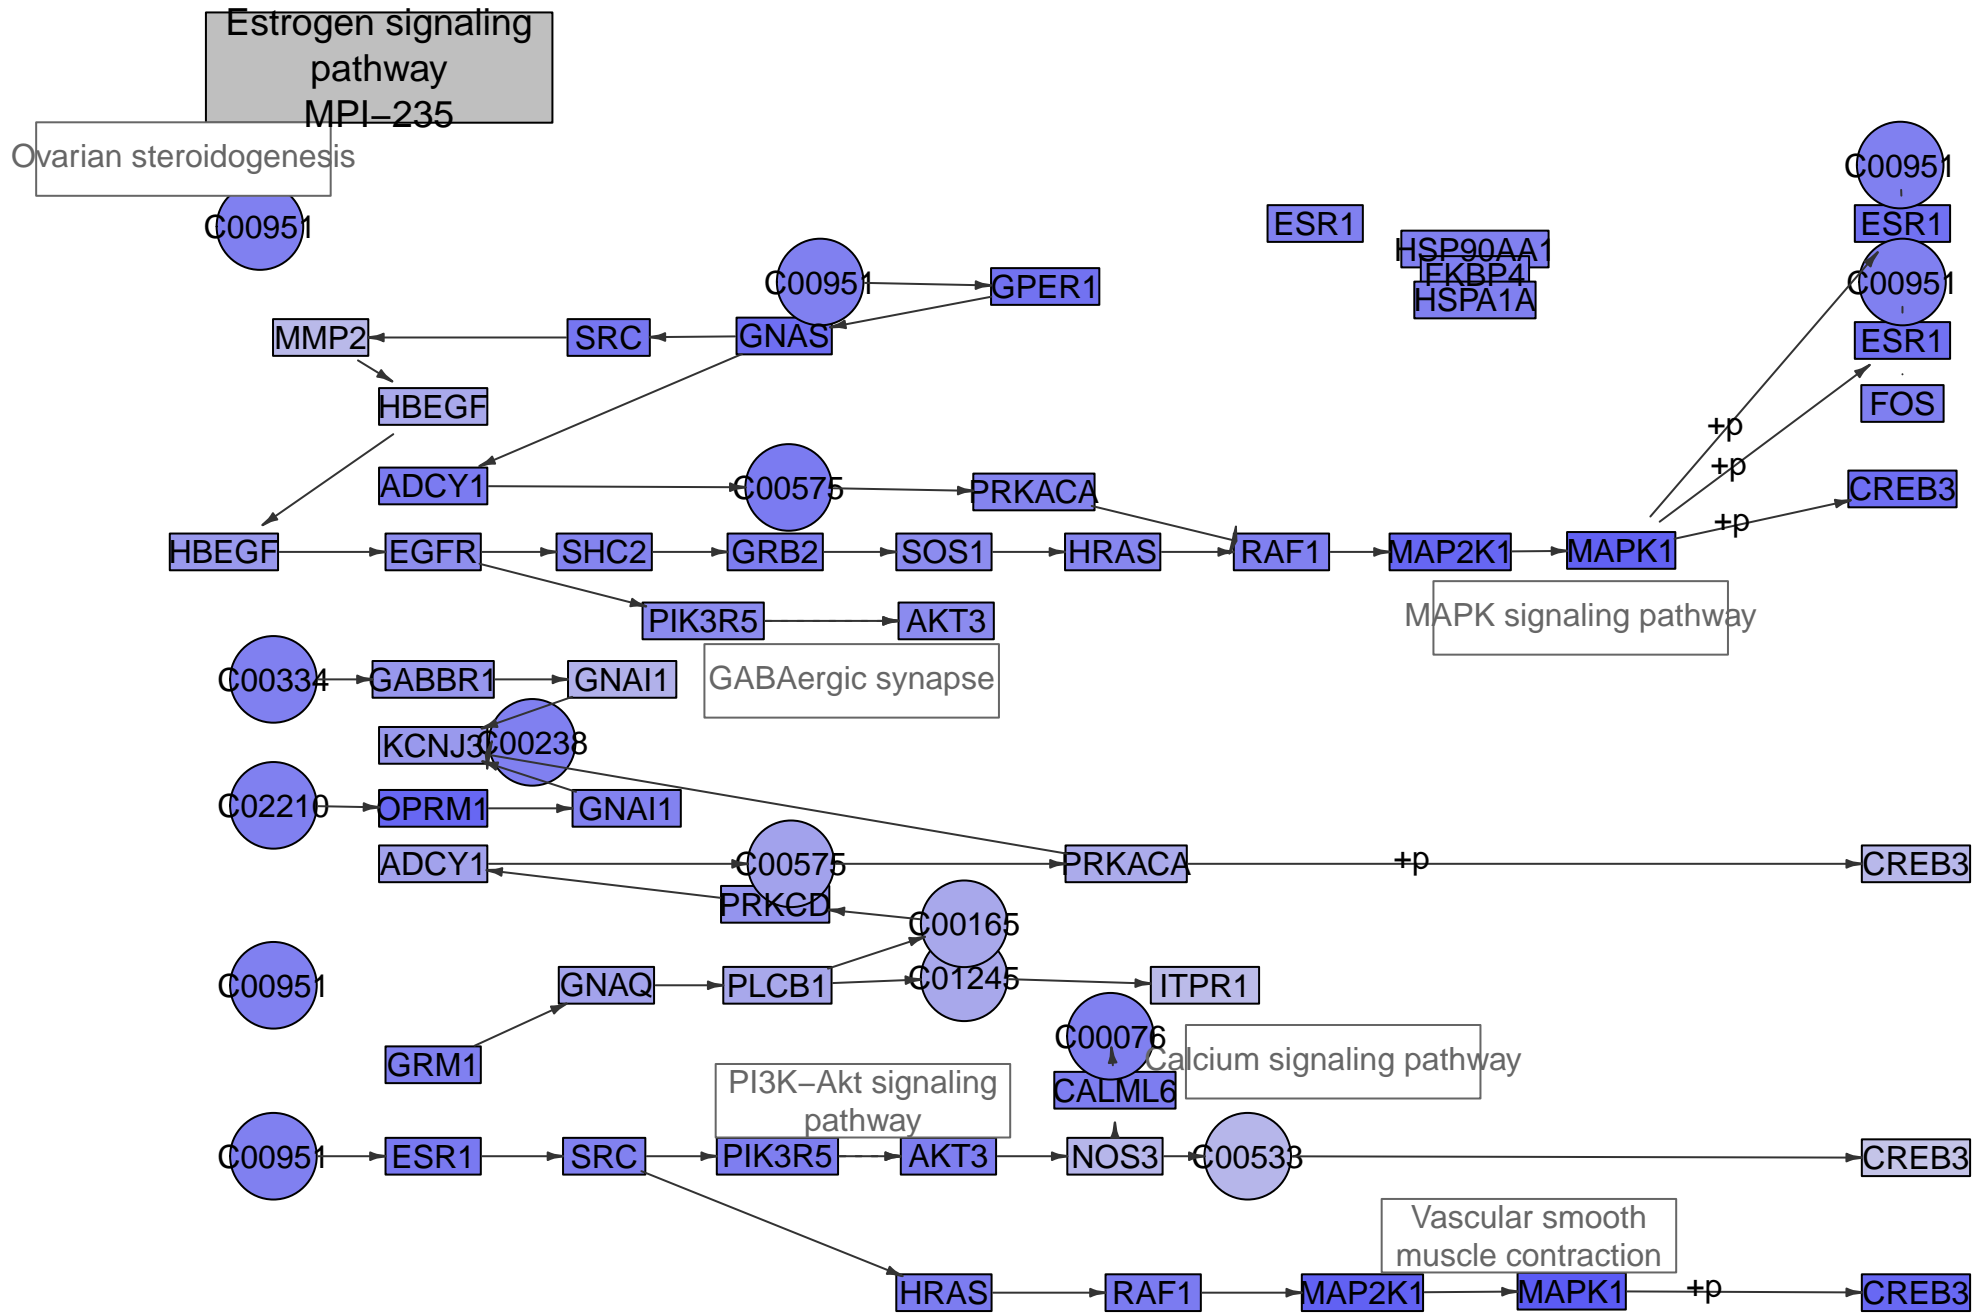 Estrogen signaling
pathway
MPI−235
Ovarian steroidogenesis
C00951
C00951
ESR1
C00951
ESR1
HSP90AA1
FKBP4
HSPA1A
C00951
GPER1
C00951
ESR1
MMP2
SRC
GNAS
FOS
HBEGF
+p
+p
ADCY1
C00575
PRKACA
CREB3
+p
HBEGF
EGFR
SHC2
GRB2
SOS1
HRAS
RAF1
MAP2K1
MAPK1
PIK3R5
AKT3
MAPK signaling pathway
C00334
GABBR1
GNAI1
GABAergic synapse
KCNJ3
C00238
C02210
OPRM1
GNAI1
ADCY1
C00575
PRKACA
+p
CREB3
PRKCD
C00165
C00951
GNAQ
PLCB1
C01245
ITPR1
C00076
Calcium signaling pathway
GRM1
PI3K−Akt signaling
pathway
CALML6
C00951
ESR1
SRC
PIK3R5
AKT3
NOS3
C00533
CREB3
Vascular smooth
muscle contraction
HRAS
RAF1
MAP2K1
MAPK1
+p
CREB3